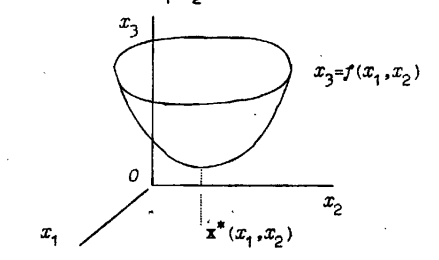 x₃
x₃=f(x₁,x₂)
0
x₂
x₁
x*(x₁,x₂)